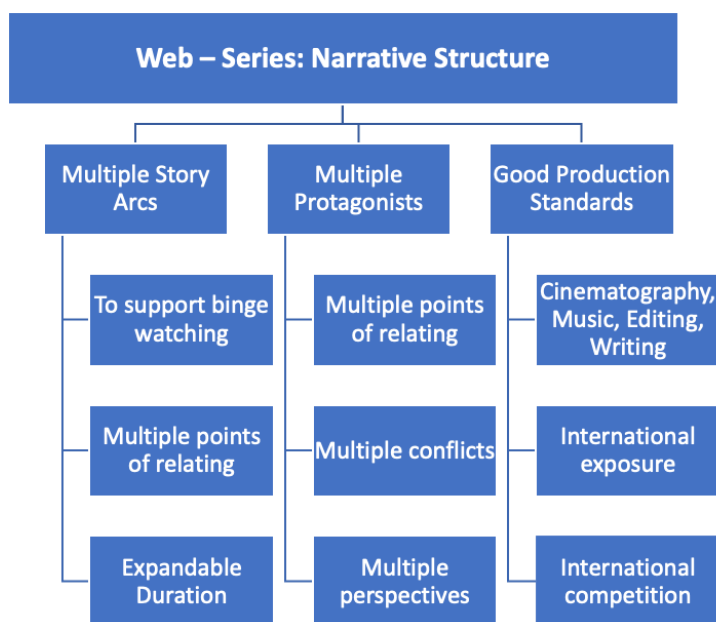 Web – Series: Narrative Structure
Multiple Story
Arcs
To support binge
watching
Multiple points
of relating
Expandable
Duration
Multiple
Protagonists
Multiple points
of relating
Multiple conflicts
Multiple
perspectives
Good Production
Standards
Cinematography,
Music, Editing,
Writing
International
exposure
International
competition